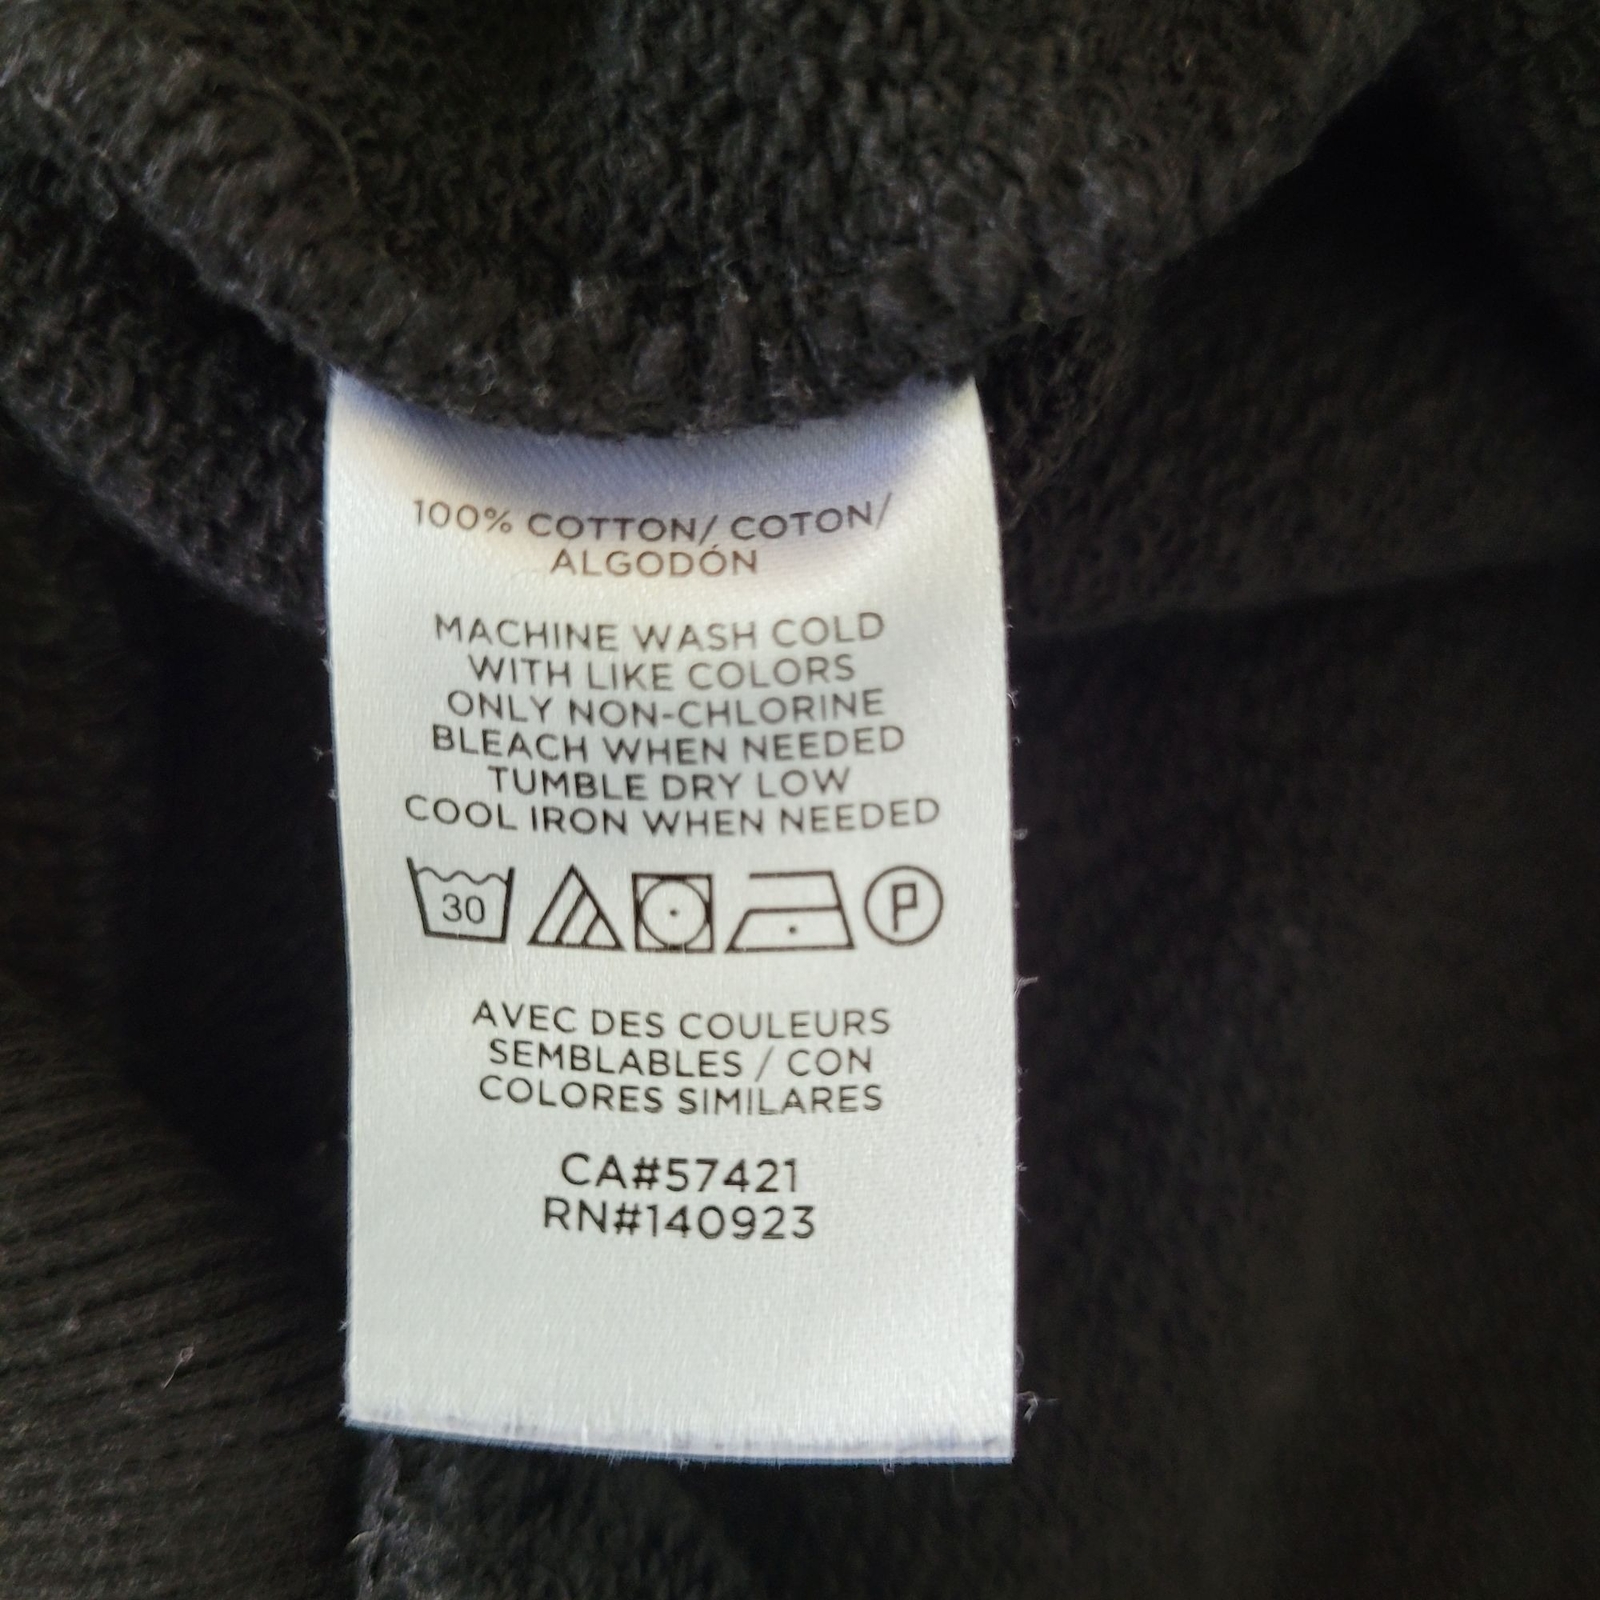 100% COTTON/ COTON/
ALGODÓN
MACHINE WASH COLD
WITH LIKE COLORS
ONLY NON-CHLORINE
BLEACH WHEN NEEDED
TUMBLE DRY LOW
COOL IRON WHEN NEEDED
30 P
AVEC DES COULEURS
SEMBLABLES / CON
COLORES SIMILARES
CA#57421
RN#140923